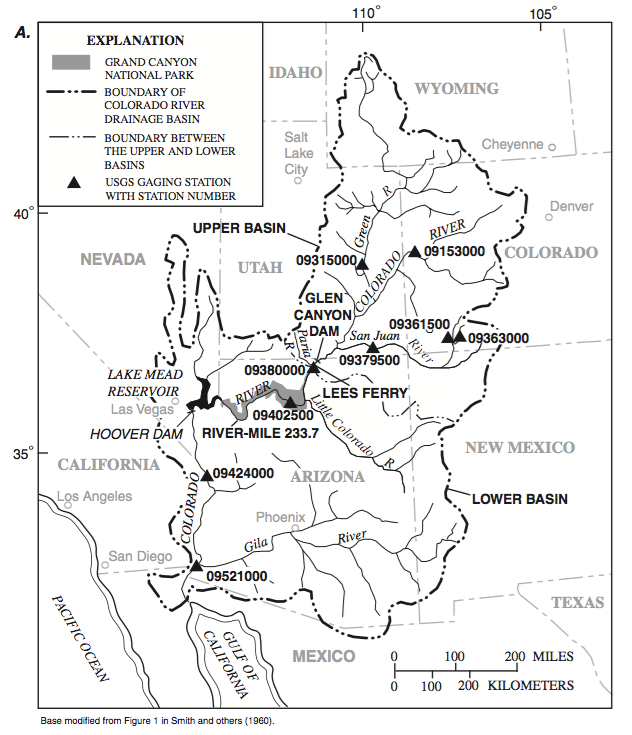 A.
110°
105°
EXPLANATION
GRAND CANYON
NATIONAL PARK
BOUNDARY OF
COLORADO RIVER
DRAINAGE BASIN
BOUNDARY BETWEEN
THE UPPER AND LOWER
BASINS
USGS GAGING STATION
WITH STATION NUMBER
IDAHO
WYOMING
Salt
Lake
City
Cheyenne
Green R
40°
Denver
UPPER BASIN
RIVER
NEVADA
UTAH
09315000
09153000
COLORADO
COLORADO
GLEN
CANYON
DAM
09361500
09363000
Paria R
San Juan River
09379500
09380000
LAKE MEAD
RESERVOIR
Las Vegas
RIVER
LEES FERRY
09402500
HOOVER DAM
RIVER-MILE 233.7
Little Colorado R
35°
CALIFORNIA
09424000
ARIZONA
NEW MEXICO
Los Angeles
LOWER BASIN
COLORADO
Phoenix
San Diego
Gila River
09521000
TEXAS
PACIFIC OCEAN
GULF OF
CALIFORNIA
MEXICO
0 100 200 MILES
0 100 200 KILOMETERS
Base modified from Figure 1 in Smith and others (1960).